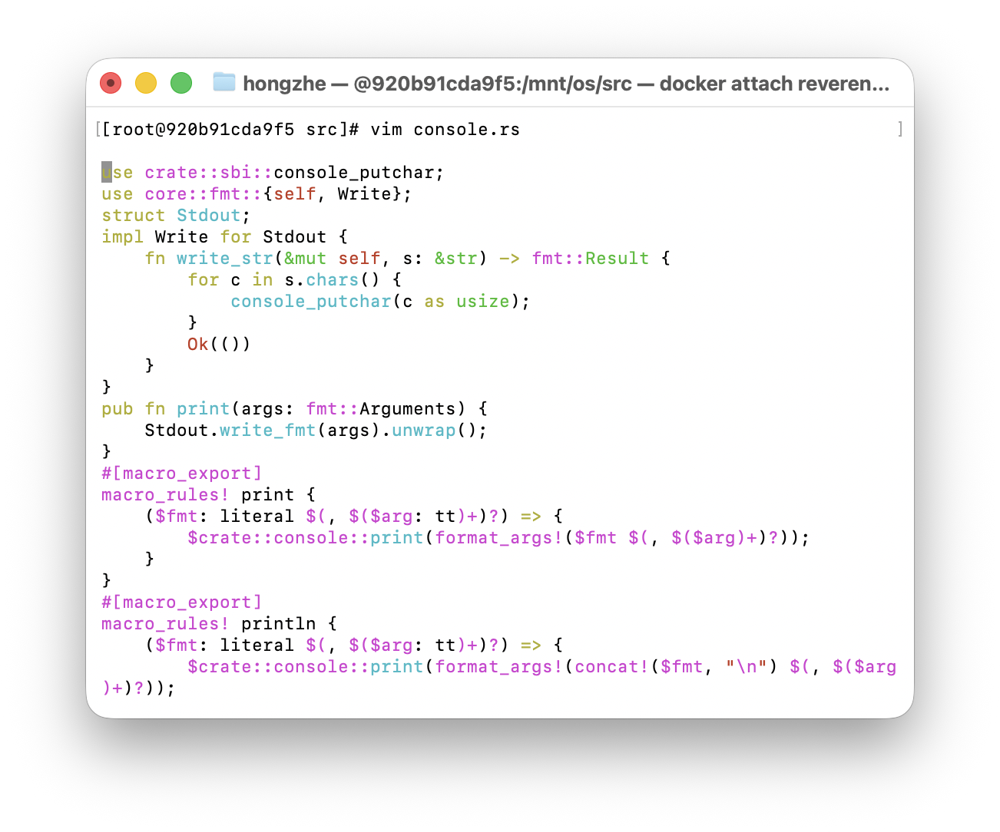 hongzhe — @920b91cda9f5:/mnt/os/src — docker attach reveren...
[[root@920b91cda9f5 src]# vim console.rs ]
use crate::sbi::console_putchar;
use core::fmt::{self, Write};
struct Stdout;
impl Write for Stdout {
    fn write_str(&mut self, s: &str) -> fmt::Result {
        for c in s.chars() {
            console_putchar(c as usize);
        }
        Ok(())
    }
}
pub fn print(args: fmt::Arguments) {
    Stdout.write_fmt(args).unwrap();
}
#[macro_export]
macro_rules! print {
    ($fmt: literal $(, $($arg: tt)+)?) => {
        $crate::console::print(format_args!($fmt $(, $($arg)+)?));
    }
}
#[macro_export]
macro_rules! println {
    ($fmt: literal $(, $($arg: tt)+)?) => {
        $crate::console::print(format_args!(concat!($fmt, "\n") $(, $($arg
)+)?));